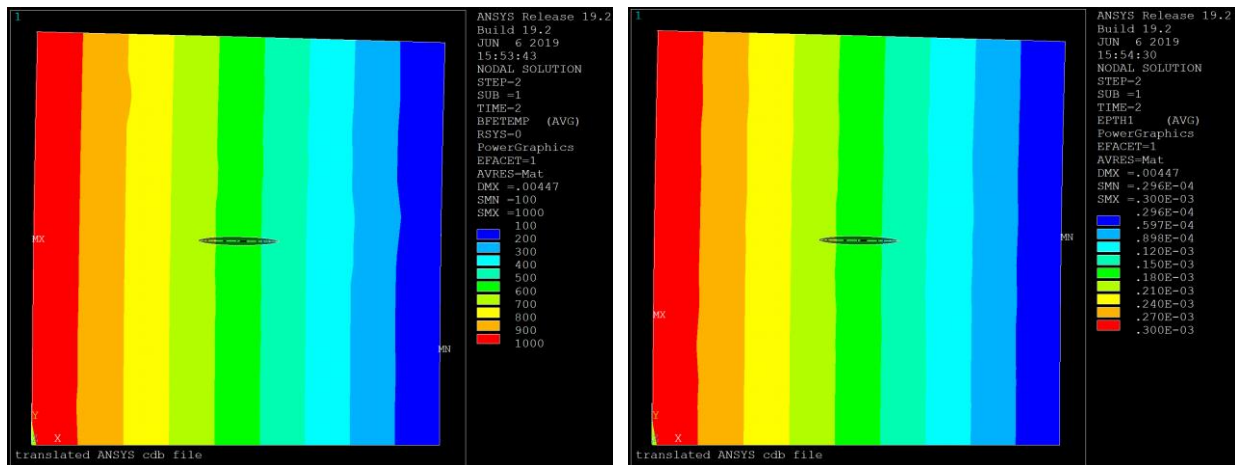 1
ANSYS Release 19.2
Build 19.2
JUN 6 2019
15:53:43
NODAL SOLUTION
STEP=2
SUB =1
TIME=2
BFETEMP (AVG)
RSYS=0
PowerGraphics
EFACET=1
AVRES=Mat
DMX =.00447
SMN =100
SMX =1000
100
200
300
400
500
600
700
800
900
1000
MX
MN
Y
X
translated ANSYS cdb file
1
ANSYS Release 19.2
Build 19.2
JUN 6 2019
15:54:30
NODAL SOLUTION
STEP=2
SUB =1
TIME=2
EPTH1 (AVG)
PowerGraphics
EFACET=1
AVRES=Mat
DMX =.00447
SMN =.296E-04
SMX =.300E-03
.296E-04
.597E-04
.898E-04
.120E-03
.150E-03
.180E-03
.210E-03
.240E-03
.270E-03
.300E-03
MN
MX
Y
X
translated ANSYS cdb file